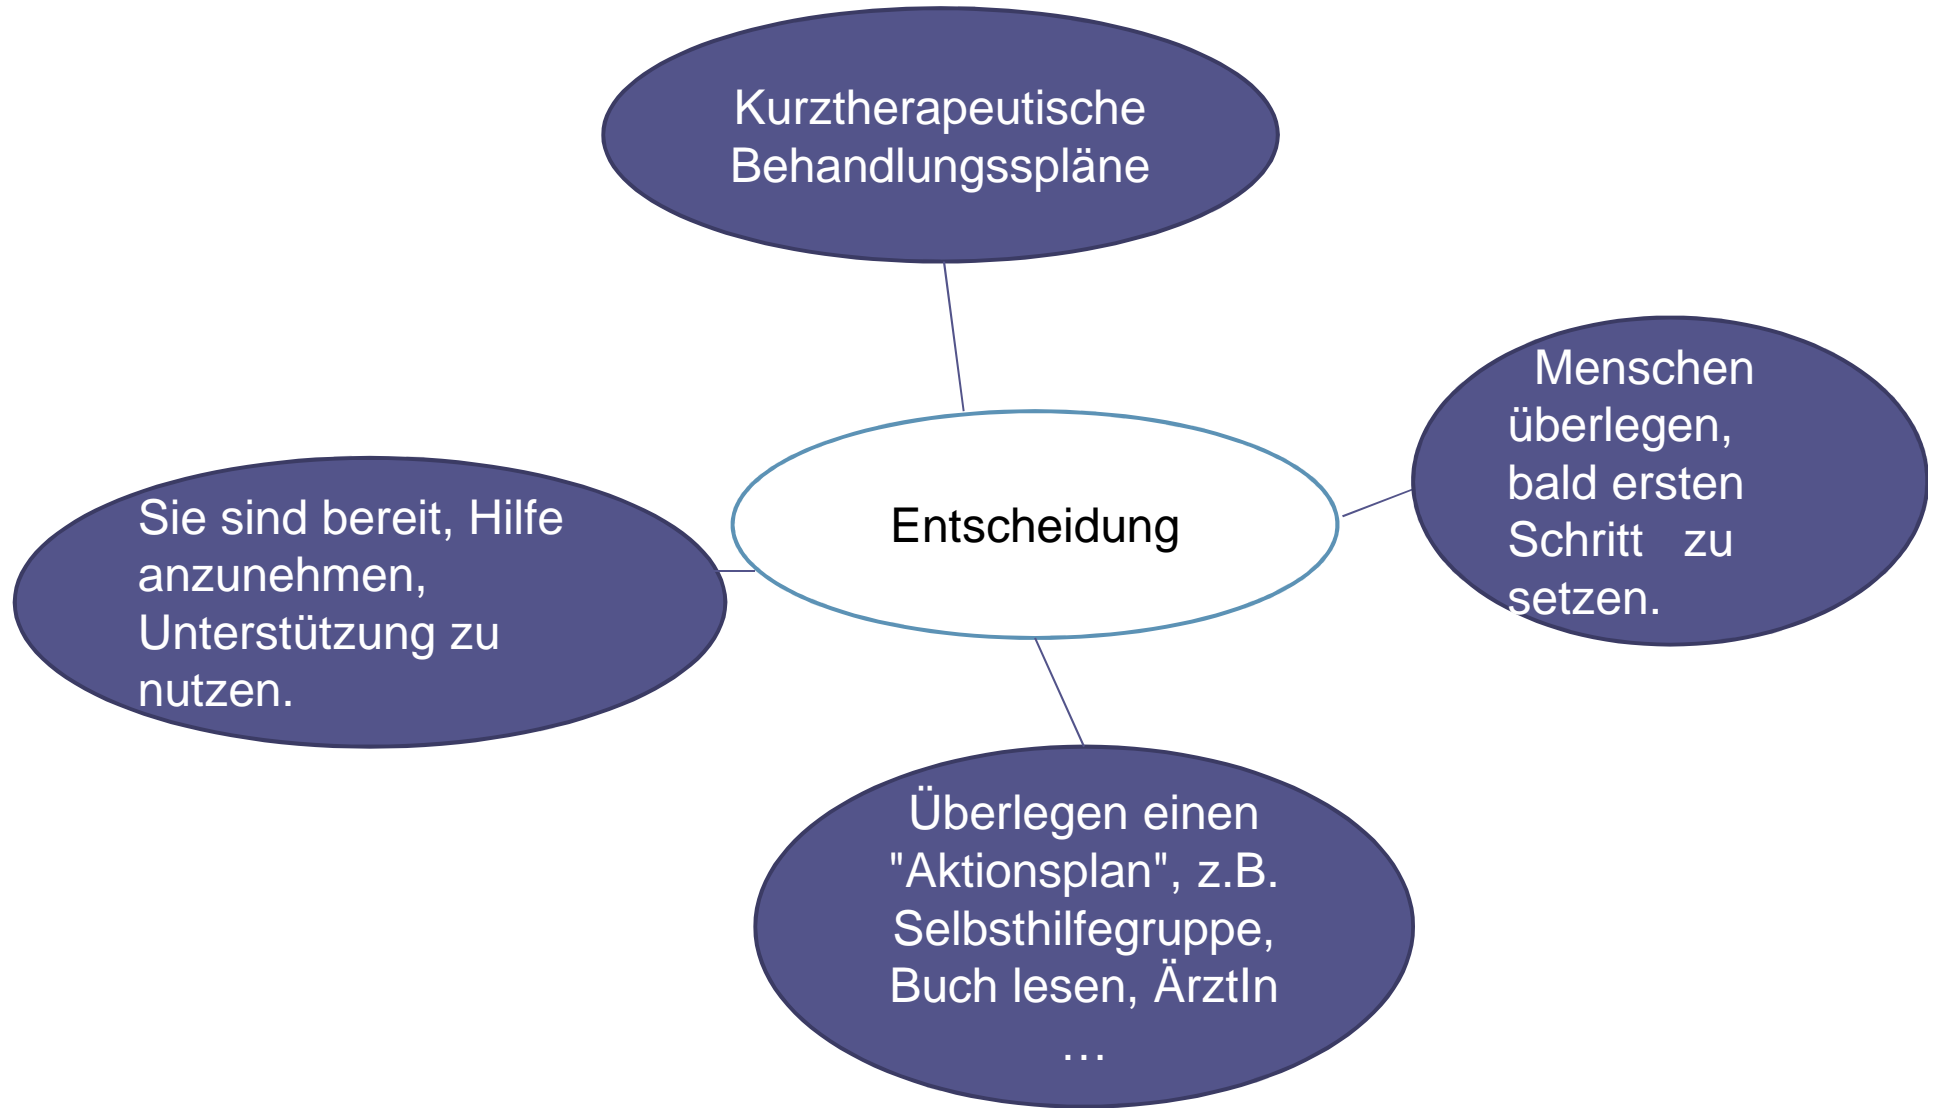 Kurztherapeutische
Behandlungsspläne
Menschen
überlegen,
bald ersten
Schritt zu
setzen.
Entscheidung
Sie sind bereit, Hilfe
anzunehmen,
Unterstützung zu
nutzen.
Überlegen einen
"Aktionsplan", z.B.
Selbsthilfegruppe,
Buch lesen, ÄrztIn
…